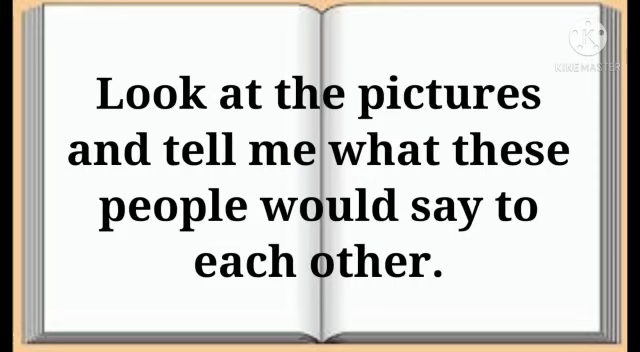 KINEMASTER
Look at the pictures
and tell me what these
people would say to
each other.